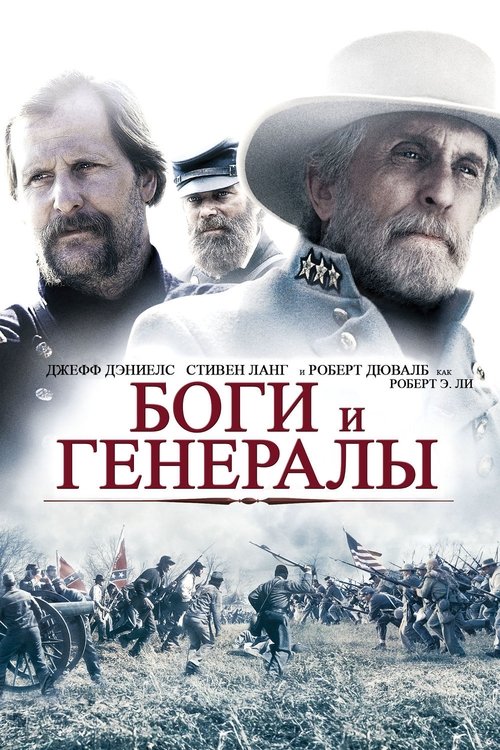 ДЖЕФФ ДЭНИЕЛС СТИВЕН ЛАНГ И РОБЕРТ ДЮВАЛЬ КАК
РОБЕРТ Э. ЛИ
БОГИ И
ГЕНЕРАЛЫ